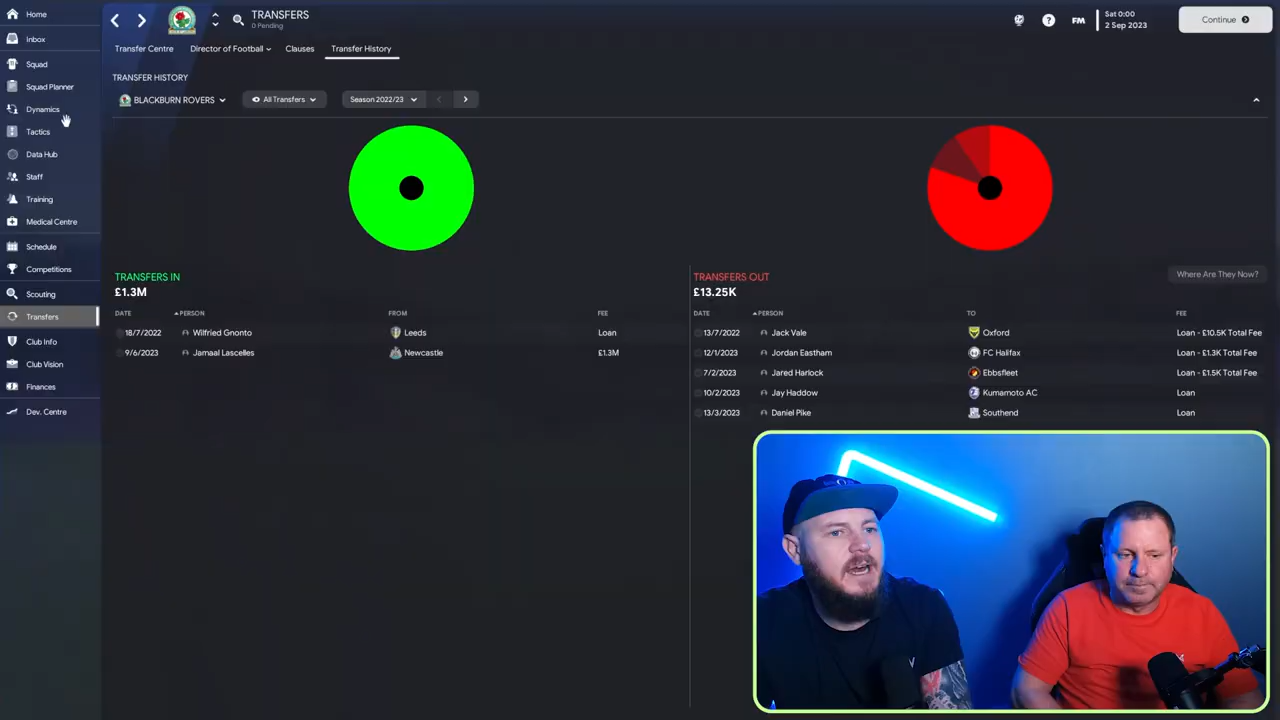 Home
Inbox
Squad
Squad Planner
Dynamics
Tactics
Data Hub
Staff
Training
Medical Centre
Schedule
Competitions
Scouting
Transfers
Club Info
Club Vision
Finances
Dev. Centre
TRANSFERS
0 Pending
FM
Sat 0:00
2 Sep 2023
Continue
Transfer Centre Director of Football Clauses Transfer History
TRANSFER HISTORY
BLACKBURN ROVERS All Transfers Season 2022/23
TRANSFERS IN
£1.3M
DATE PERSON FROM FEE
18/7/2022 Wilfried Gnonto Leeds Loan
9/6/2023 Jamaal Lascelles Newcastle £1.3M
TRANSFERS OUT
£13.25K
Where Are They Now?
DATE PERSON TO FEE
13/7/2022 Jack Vale Oxford Loan - £10.5K Total Fee
12/1/2023 Jordan Eastham FC Halifax Loan - £1.3K Total Fee
7/2/2023 Jared Harlock Ebbsfleet Loan - £1.5K Total Fee
10/2/2023 Jay Haddow Kumamoto AC Loan
13/3/2023 Daniel Pike Southend Loan